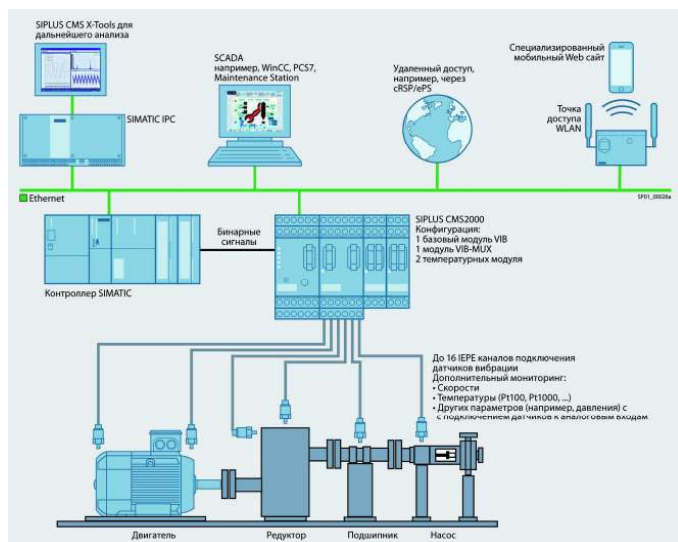 SIPLUS CMS X-Tools для
дальнейшего анализа
SIMATIC IPC
SCADA
например, WinCC, PCS7,
Maintenance Station
Удаленный доступ,
например, через
cRSP/ePS
Специализированный
мобильный Web сайт
Точка
доступа
WLAN
Ethernet
SP01_00026a
Контроллер SIMATIC
Бинарные
сигналы
SIPLUS CMS2000
Конфигурация:
1 базовый модуль VIB
1 модуль VIB-MUX
2 температурных модуля
До 16 IEPE каналов подключения
датчиков вибрации
Дополнительный мониторинг:
• Скорости
• Температуры (Pt100, Pt1000, ...)
• Других параметров (например, давления) с
с подключением датчиков к аналоговым входам
Двигатель
Редуктор
Подшипник
Насос